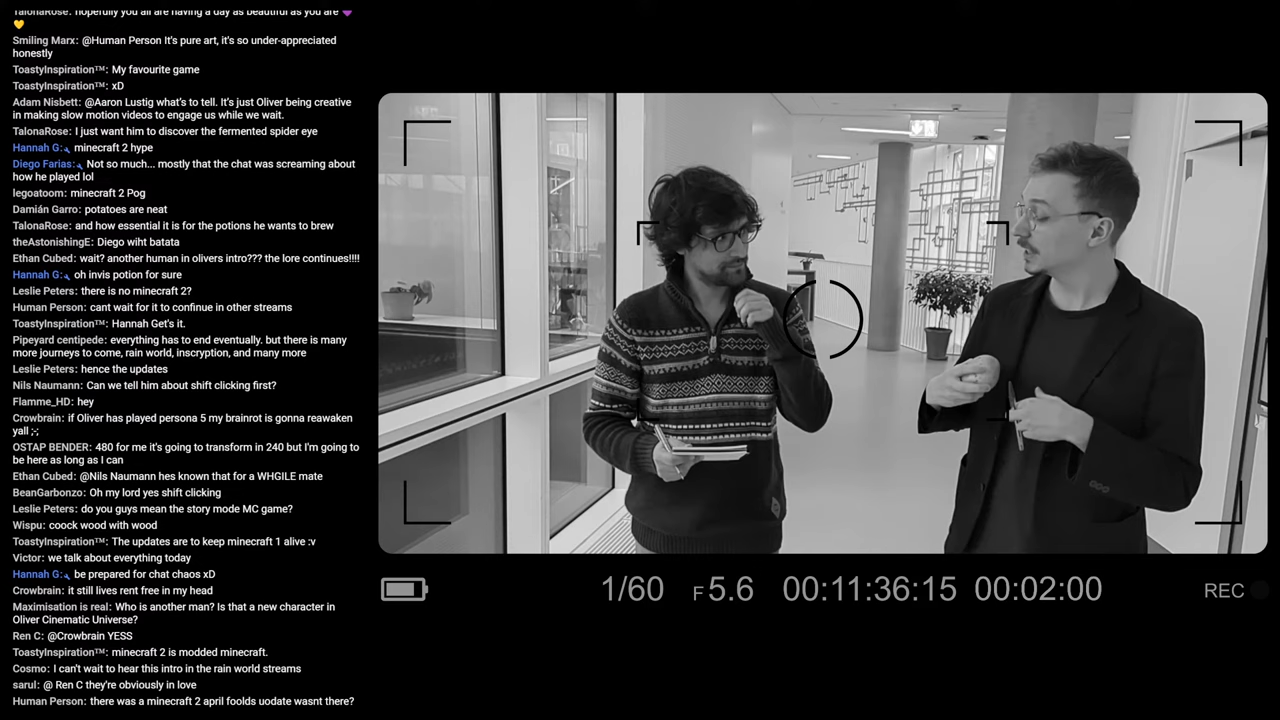 TalonaRose: hopefully you all are having a day as beautiful as you are 💜
💛
Smiling Marx: @Human Person It's pure art, it's so under-appreciated
honestly
ToastyInspiration™: My favourite game
ToastyInspiration™: xD
Adam Nisbett: @Aaron Lustig what's to tell. It's just Oliver being creative
in making slow motion videos to engage us while we wait.
TalonaRose: I just want him to discover the fermented spider eye
Hannah G: minecraft 2 hype
Diego Farias: Not so much... mostly that the chat was screaming about
how he played lol
legoatoom: minecraft 2 Pog
Damián Garro: potatoes are neat
TalonaRose: and how essential it is for the potions he wants to brew
theAstonishingE: Diego wiht batata
Ethan Cubed: wait? another human in olivers intro??? the lore continues!!!!
Hannah G: oh invis potion for sure
Leslie Peters: there is no minecraft 2?
Human Person: cant wait for it to continue in other streams
ToastyInspiration™: Hannah Get's it.
Pipeyard centipede: everything has to end eventually. but there is many
more journeys to come, rain world, inscryption, and many more
Leslie Peters: hence the updates
Nils Naumann: Can we tell him about shift clicking first?
Flamme_HD: hey
Crowbrain: if Oliver has played persona 5 my brainrot is gonna reawaken
yall ;-;
OSTAP BENDER: 480 for me it's going to transform in 240 but I'm going to
be here as long as I can
Ethan Cubed: @Nils Naumann hes known that for a WHGILE mate
BeanGarbonzo: Oh my lord yes shift clicking
Leslie Peters: do you guys mean the story mode MC game?
Wispu: coock wood with wood
ToastyInspiration™: The updates are to keep minecraft 1 alive :v
Victor: we talk about everything today
Hannah G: be prepared for chat chaos xD
Crowbrain: it still lives rent free in my head
Maximisation is real: Who is another man? Is that a new character in
Oliver Cinematic Universe?
Ren C: @Crowbrain YESS
ToastyInspiration™: minecraft 2 is modded minecraft.
Cosmo: I can't wait to hear this intro in the rain world streams
sarul: @ Ren C they're obviously in love
Human Person: there was a minecraft 2 april foolds uodate wasnt there?
1/60 F5.6 00:11:36:15 00:02:00 REC